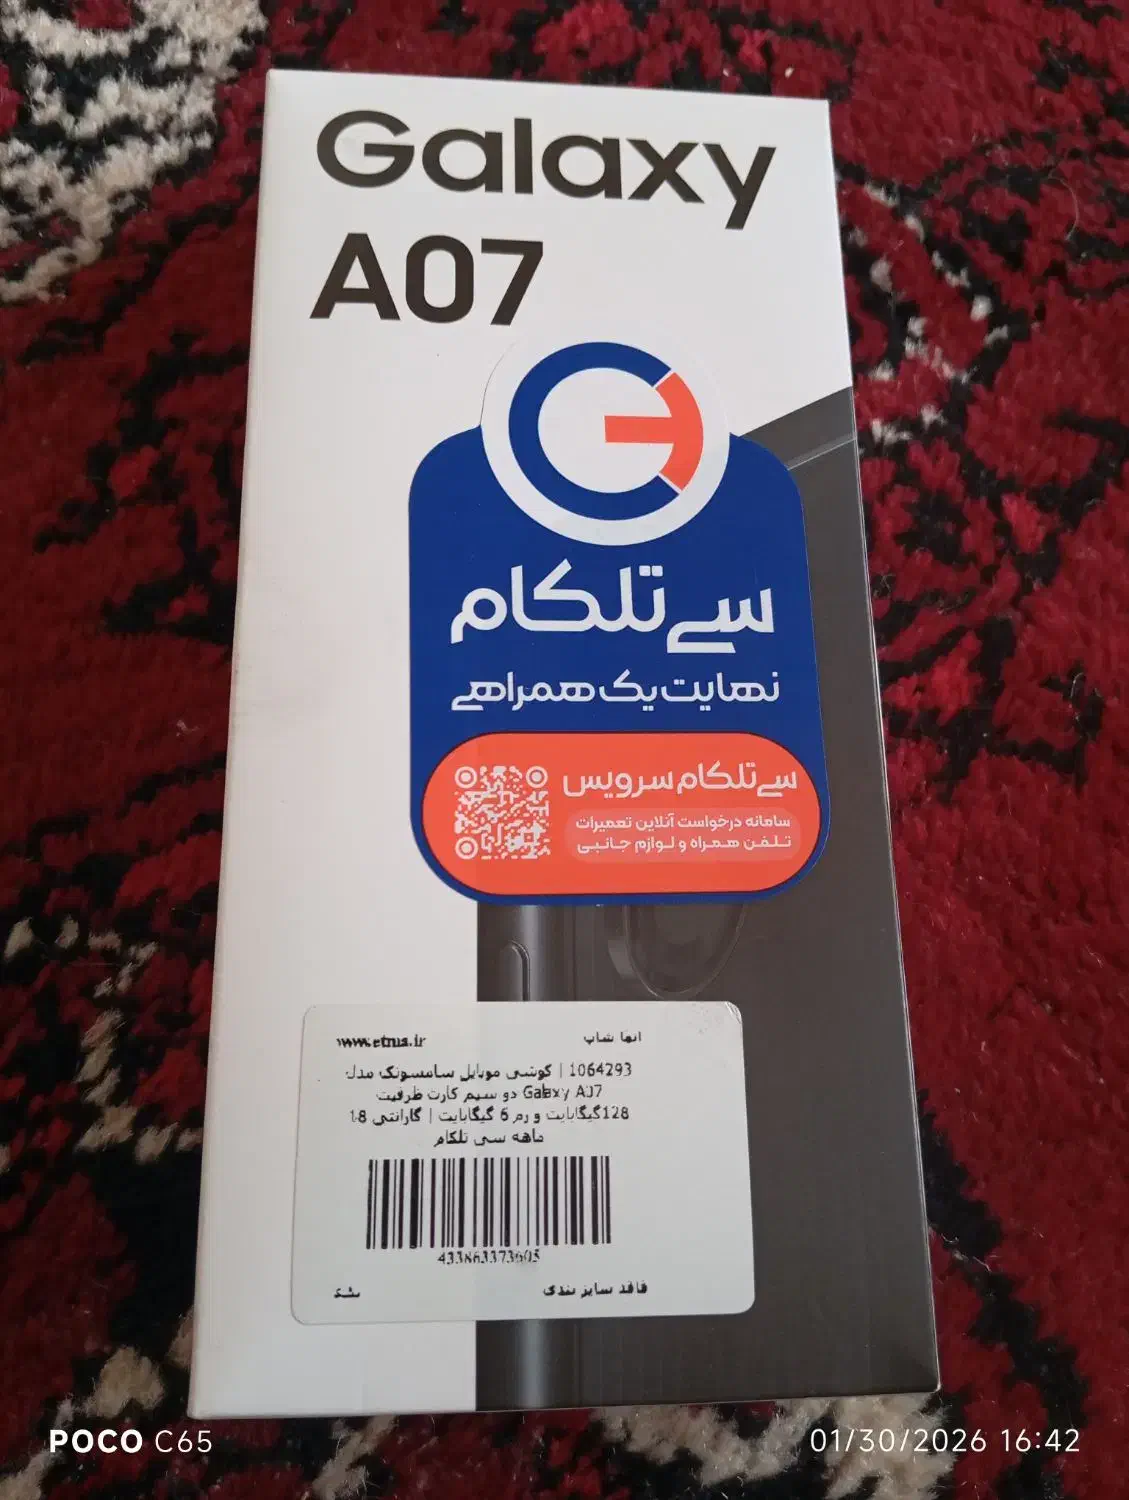 Galaxy
A07
سی تلکام
نهایت یک همراهی
سی تلکام سرویس
سامانه درخواست آنلاین تعمیرات
تلفن همراه و لوازم جانبی
www.etma.ir
اتما شاپ
1064293 | گوشی موبایل سامسونگ مدل
Galaxy A07 دو سیم کارت ظرفیت
128گیگابایت و رم 6 گیگابایت | گارانتی 18
ماهه سی تلکام
433863373605
فاقد سایز بندی
مشکی
POCO C65
01/30/2026 16:42